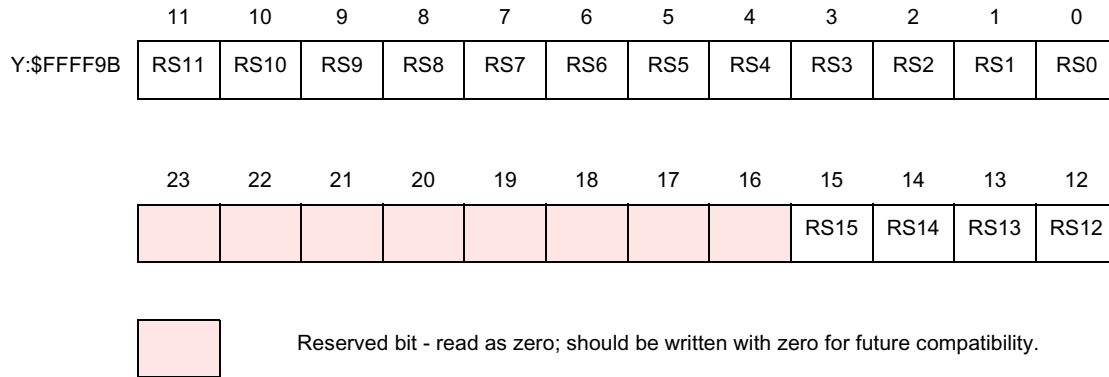 11 10 9 8 7 6 5 4 3 2 1 0
Y:$FFFF9B RS11 RS10 RS9 RS8 RS7 RS6 RS5 RS4 RS3 RS2 RS1 RS0
23 22 21 20 19 18 17 16 15 14 13 12
RS15 RS14 RS13 RS12
Reserved bit - read as zero; should be written with zero for future compatibility.